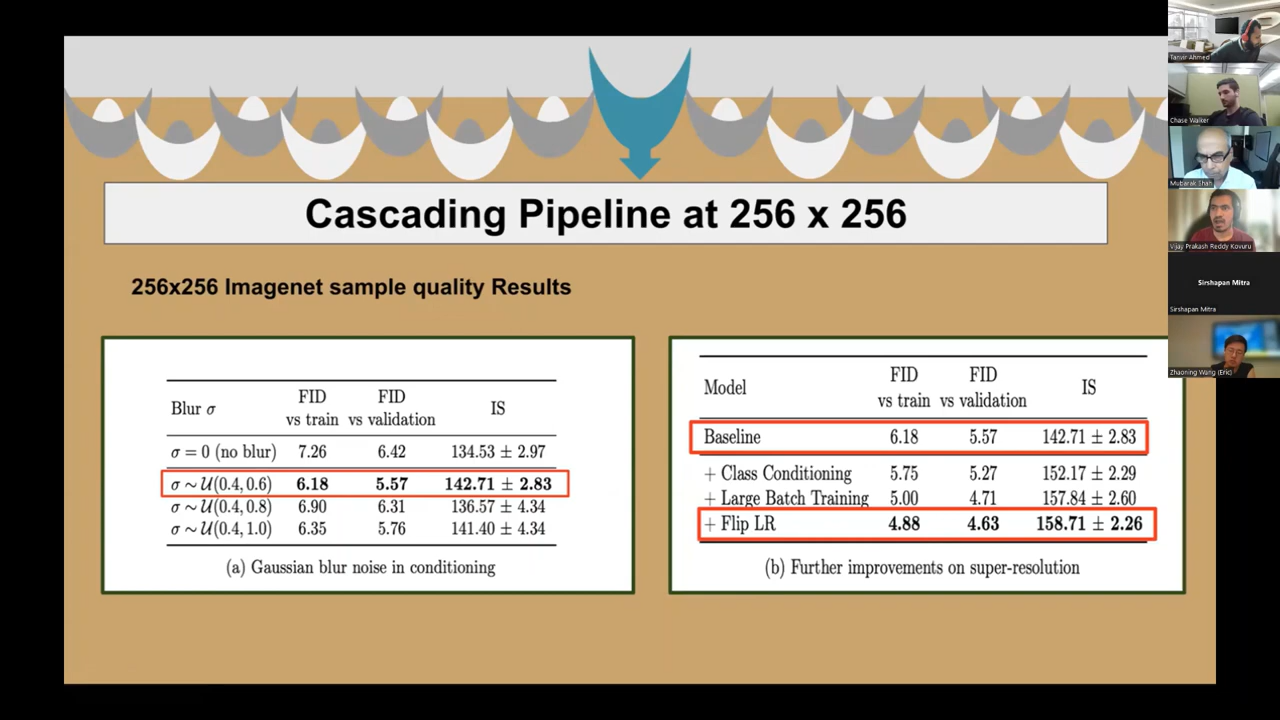 Cascading Pipeline at 256 x 256
256x256 Imagenet sample quality Results
Blur σ FID vs train FID vs validation IS
σ = 0 (no blur) 7.26 6.42 134.53 ± 2.97
σ ∼ U(0.4, 0.6) 6.18 5.57 142.71 ± 2.83
σ ∼ U(0.4, 0.8) 6.90 6.31 136.57 ± 4.34
σ ∼ U(0.4, 1.0) 6.35 5.76 141.40 ± 4.34
(a) Gaussian blur noise in conditioning
Model FID vs train FID vs validation IS
Baseline 6.18 5.57 142.71 ± 2.83
+ Class Conditioning 5.75 5.27 152.17 ± 2.29
+ Large Batch Training 5.00 4.71 157.84 ± 2.60
+ Flip LR 4.88 4.63 158.71 ± 2.26
(b) Further improvements on super-resolution
Tanvir Ahmed
Chase Walker
Mubarak Shah
Vijay Prakash Reddy Kovuru
Sirshapan Mitra
Sirshapan Mitra
Zhaoning Wang (Eric)